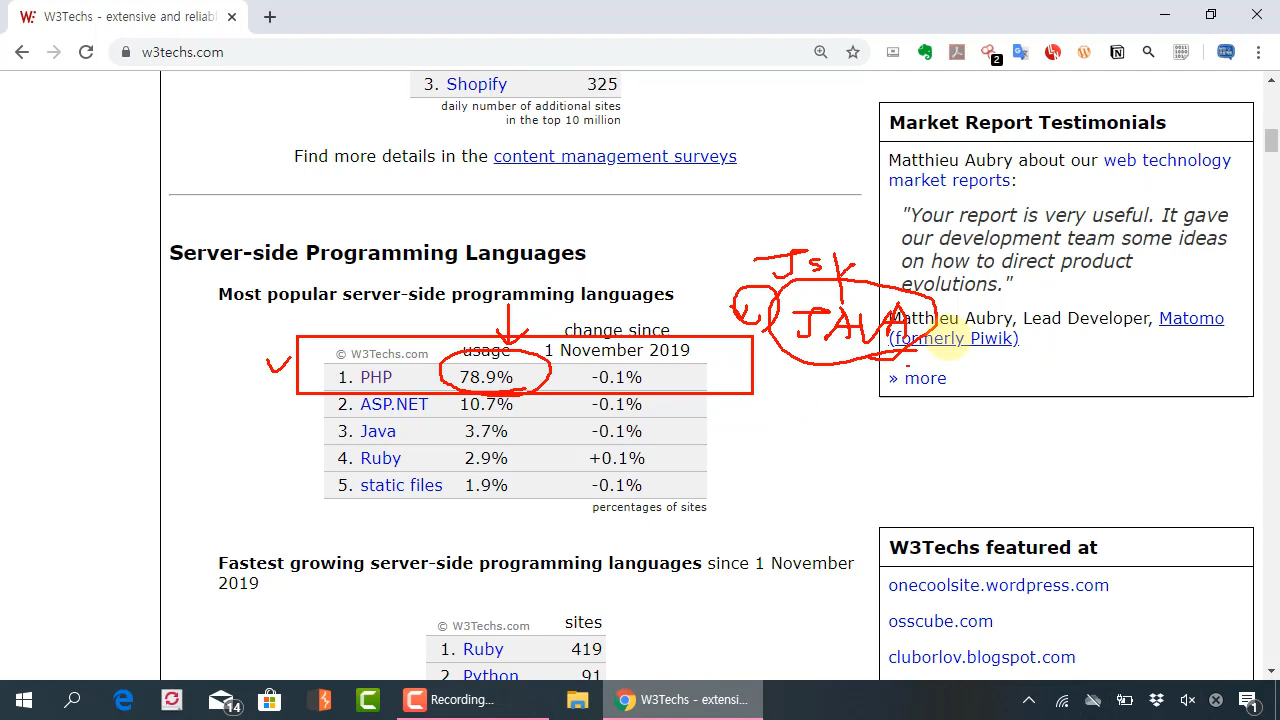 W3Techs - extensive and reliabl
w3techs.com
2
3. Shopify 325
daily number of additional sites
in the top 10 million
Find more details in the content management surveys
Server-side Programming Languages
Most popular server-side programming languages
© W3Techs.com usage change since
1 November 2019
1. PHP 78.9% -0.1%
2. ASP.NET 10.7% -0.1%
3. Java 3.7% -0.1%
4. Ruby 2.9% +0.1%
5. static files 1.9% -0.1%
percentages of sites
Fastest growing server-side programming languages since 1 November
2019
© W3Techs.com sites
1. Ruby 419
2. Python 91
JAVA
Market Report Testimonials
Matthieu Aubry about our web technology
market reports:
"Your report is very useful. It gave
our development team some ideas
on how to direct product
evolutions."
Matthieu Aubry, Lead Developer, Matomo
(formerly Piwik)
» more
W3Techs featured at
onecoolsite.wordpress.com
osscube.com
cluborlov.blogspot.com
14
Recording...
W3Techs - extensi...
1